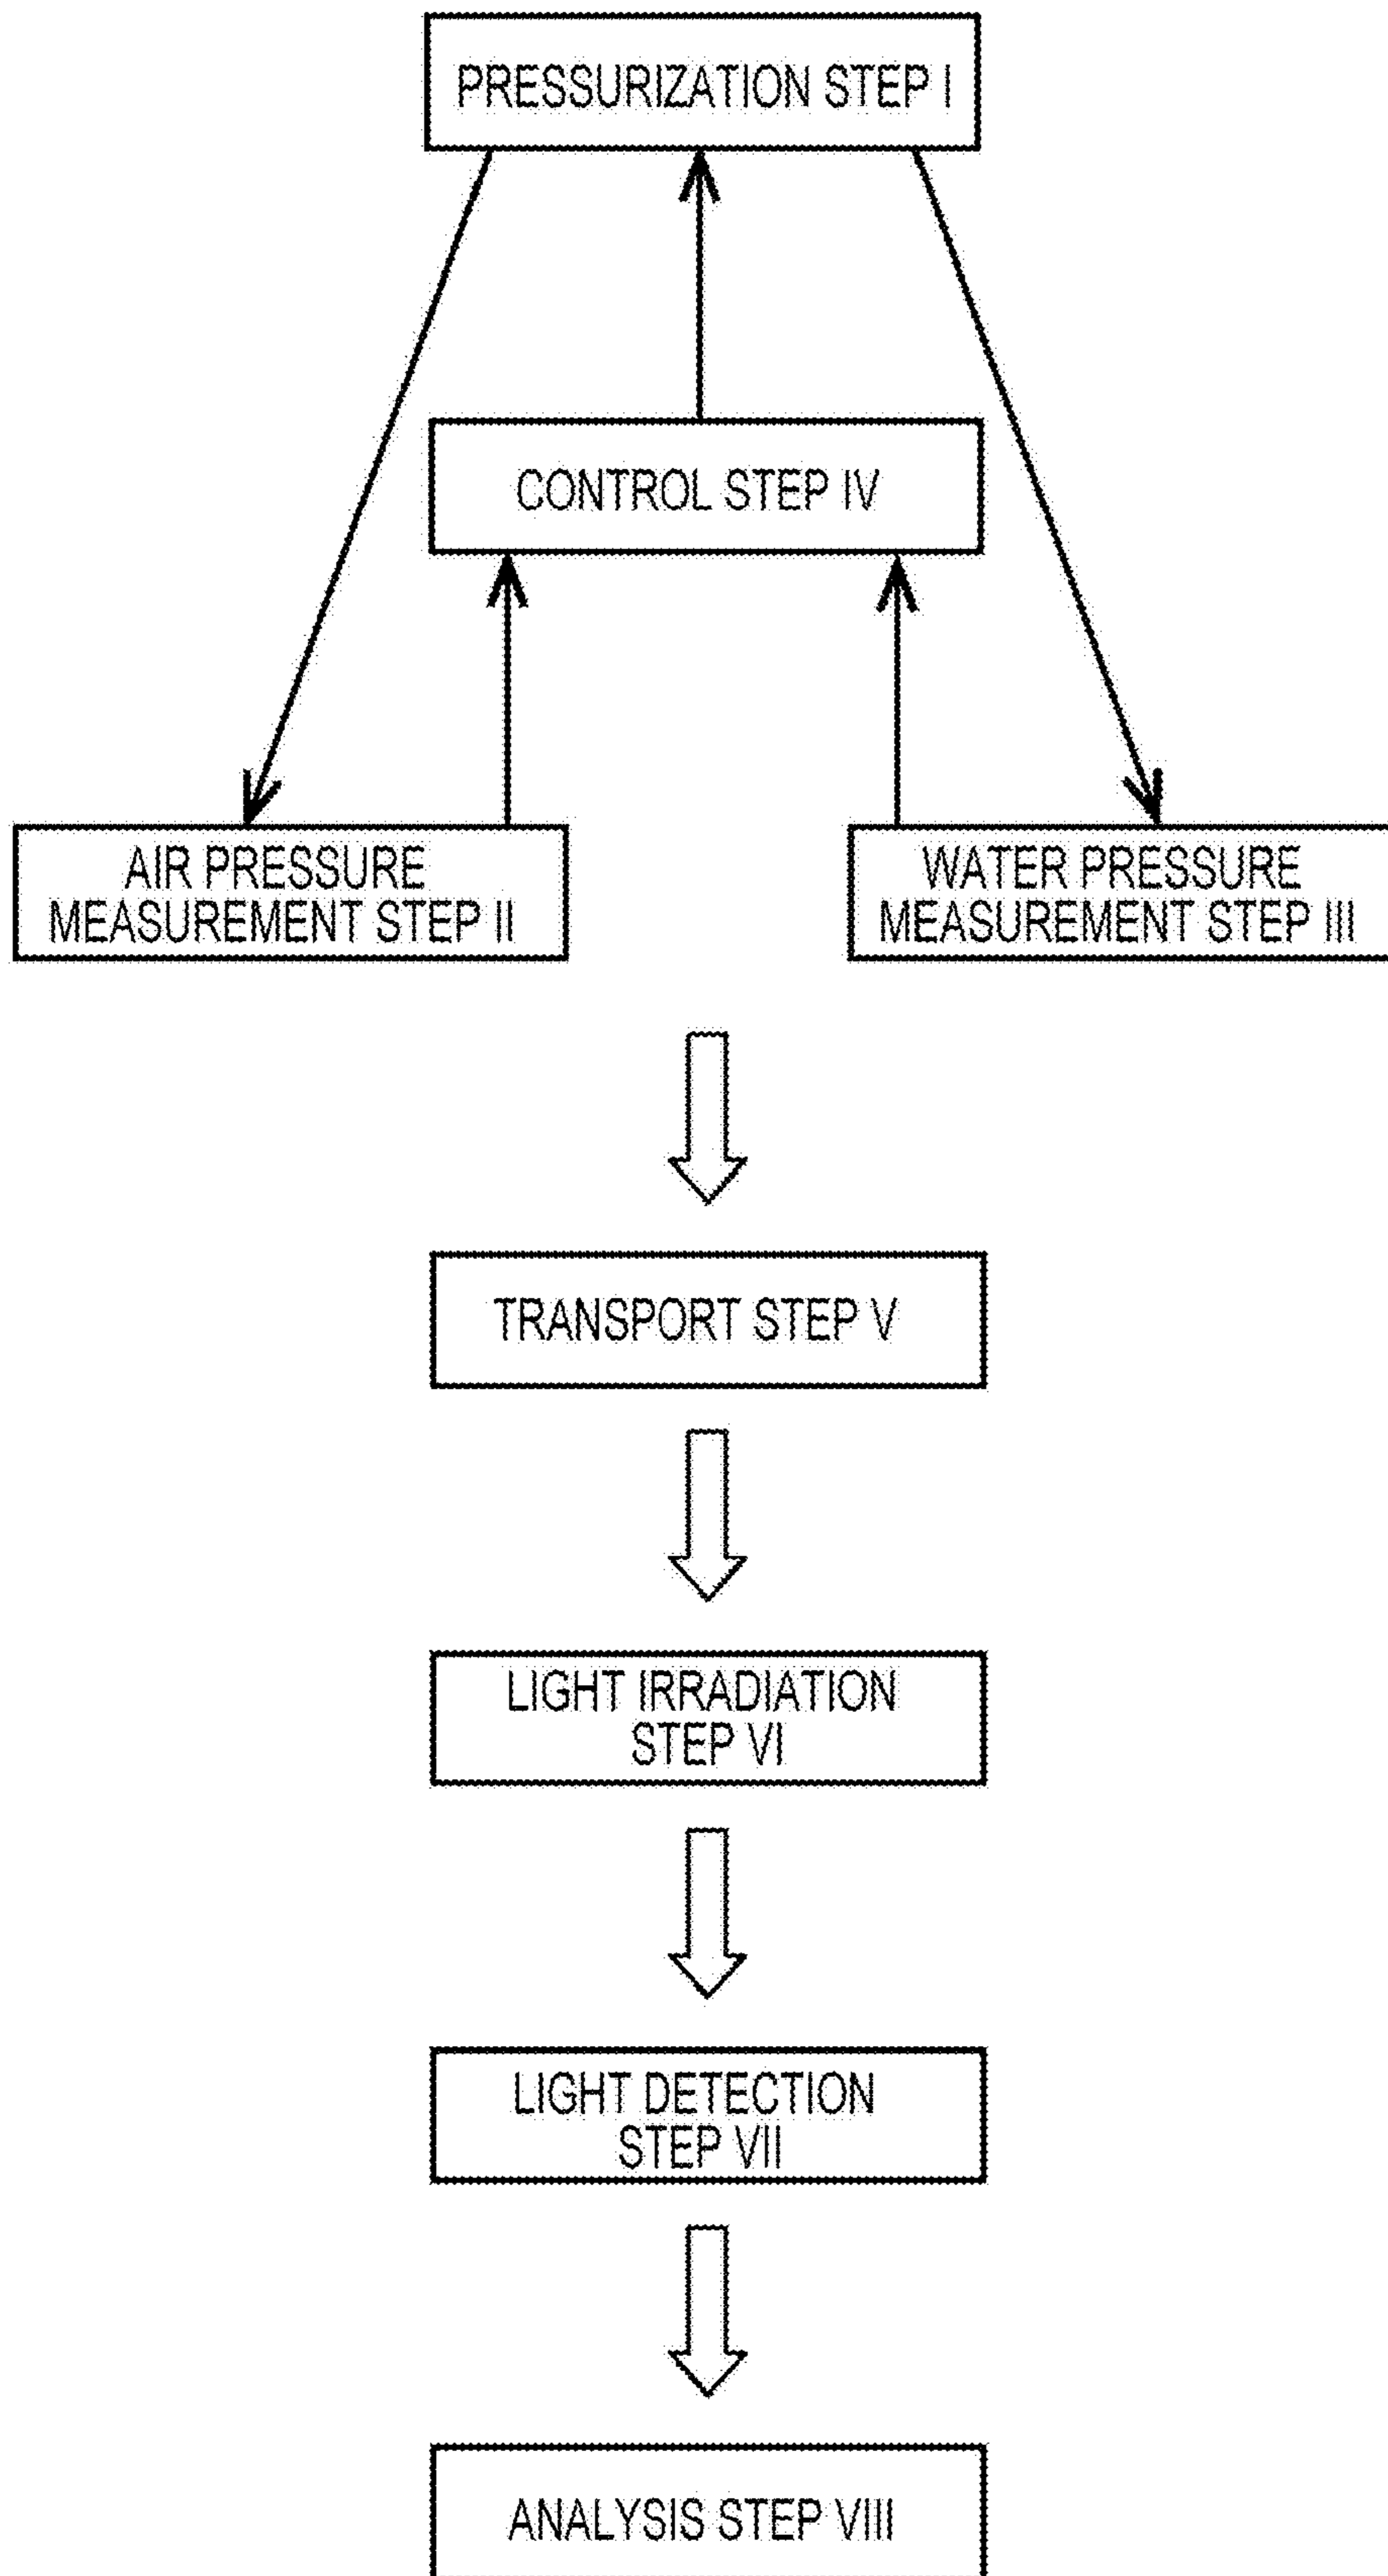 PRESSURIZATION STEP I
CONTROL STEP IV
AIR PRESSURE
MEASUREMENT STEP II
WATER PRESSURE
MEASUREMENT STEP III
TRANSPORT STEP V
LIGHT IRRADIATION
STEP VI
LIGHT DETECTION
STEP VII
ANALYSIS STEP VIII